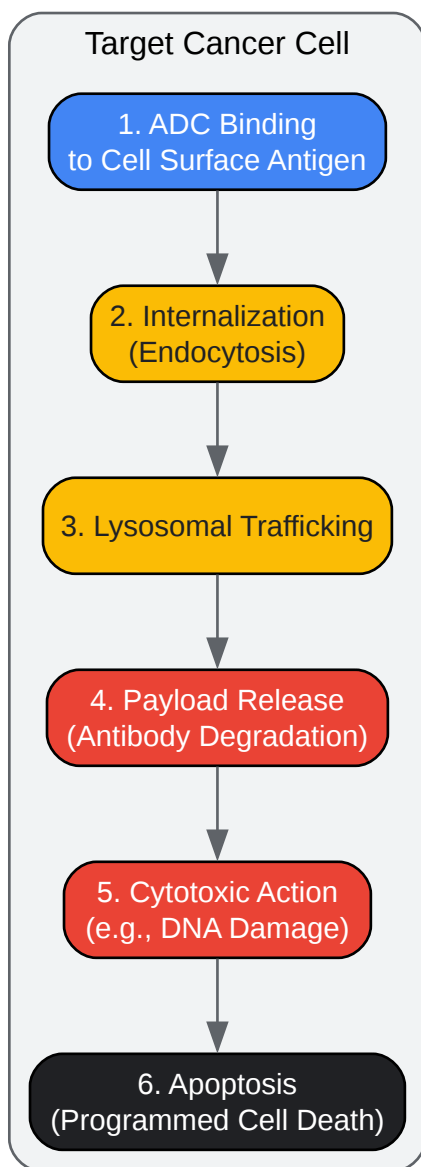 Target Cancer Cell
1. ADC Binding
to Cell Surface Antigen
2. Internalization
(Endocytosis)
3. Lysosomal Trafficking
4. Payload Release
(Antibody Degradation)
5. Cytotoxic Action
(e.g., DNA Damage)
6. Apoptosis
(Programmed Cell Death)